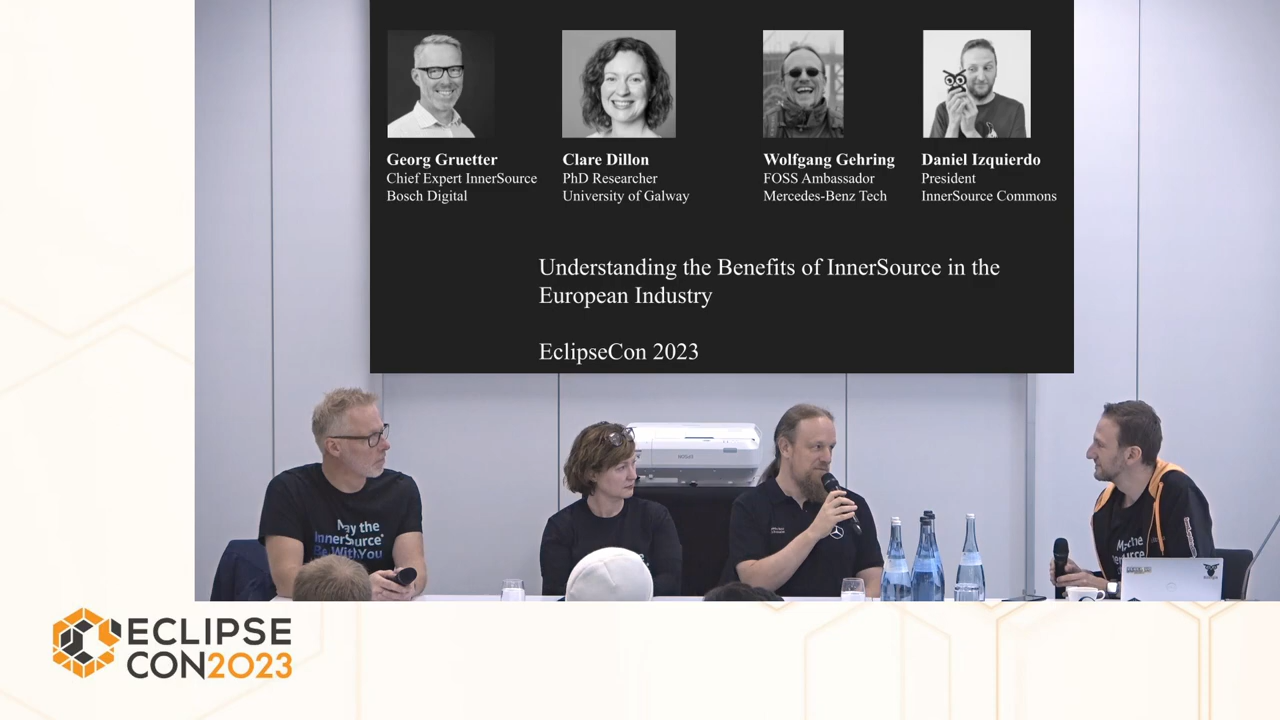 Georg Gruetter
Chief Expert InnerSource
Bosch Digital
Clare Dillon
PhD Researcher
University of Galway
Wolfgang Gehring
FOSS Ambassador
Mercedes-Benz Tech
Daniel Izquierdo
President
InnerSource Commons
Understanding the Benefits of InnerSource in the
European Industry
EclipseCon 2023
May the
InnerSource
Be With You
EPSON
ECLIPSE
CON2023